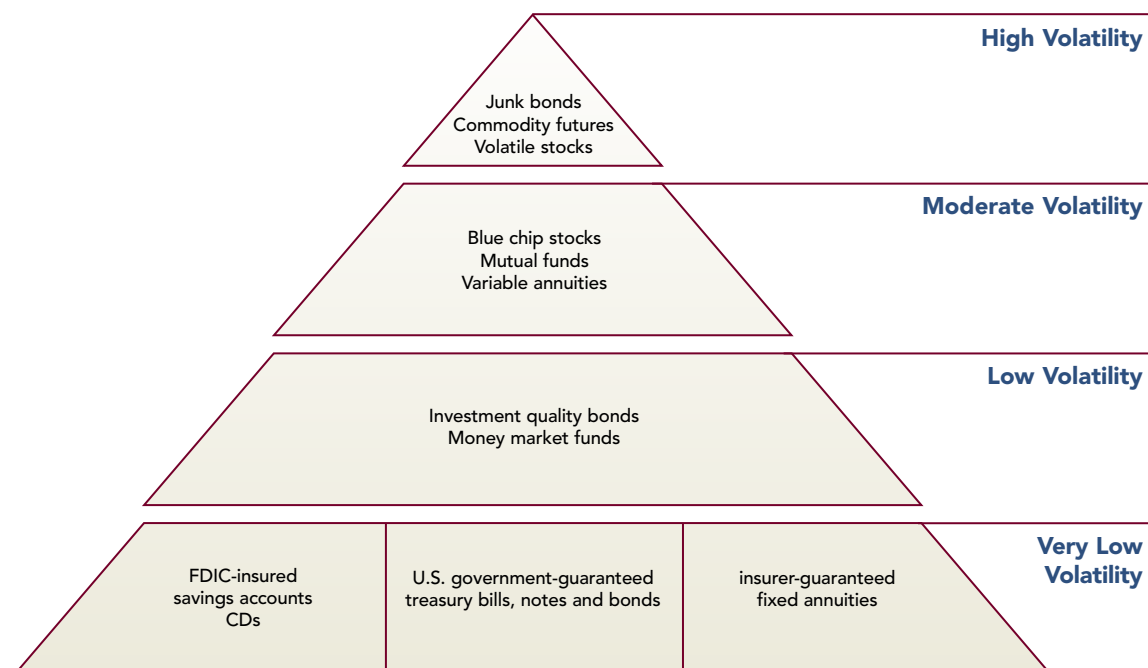 High Volatility
Junk bonds
Commodity futures
Volatile stocks
Moderate Volatility
Blue chip stocks
Mutual funds
Variable annuities
Low Volatility
Investment quality bonds
Money market funds
Very Low
Volatility
FDIC-insured
savings accounts
CDs
U.S. government-guaranteed
treasury bills, notes and bonds
insurer-guaranteed
fixed annuities